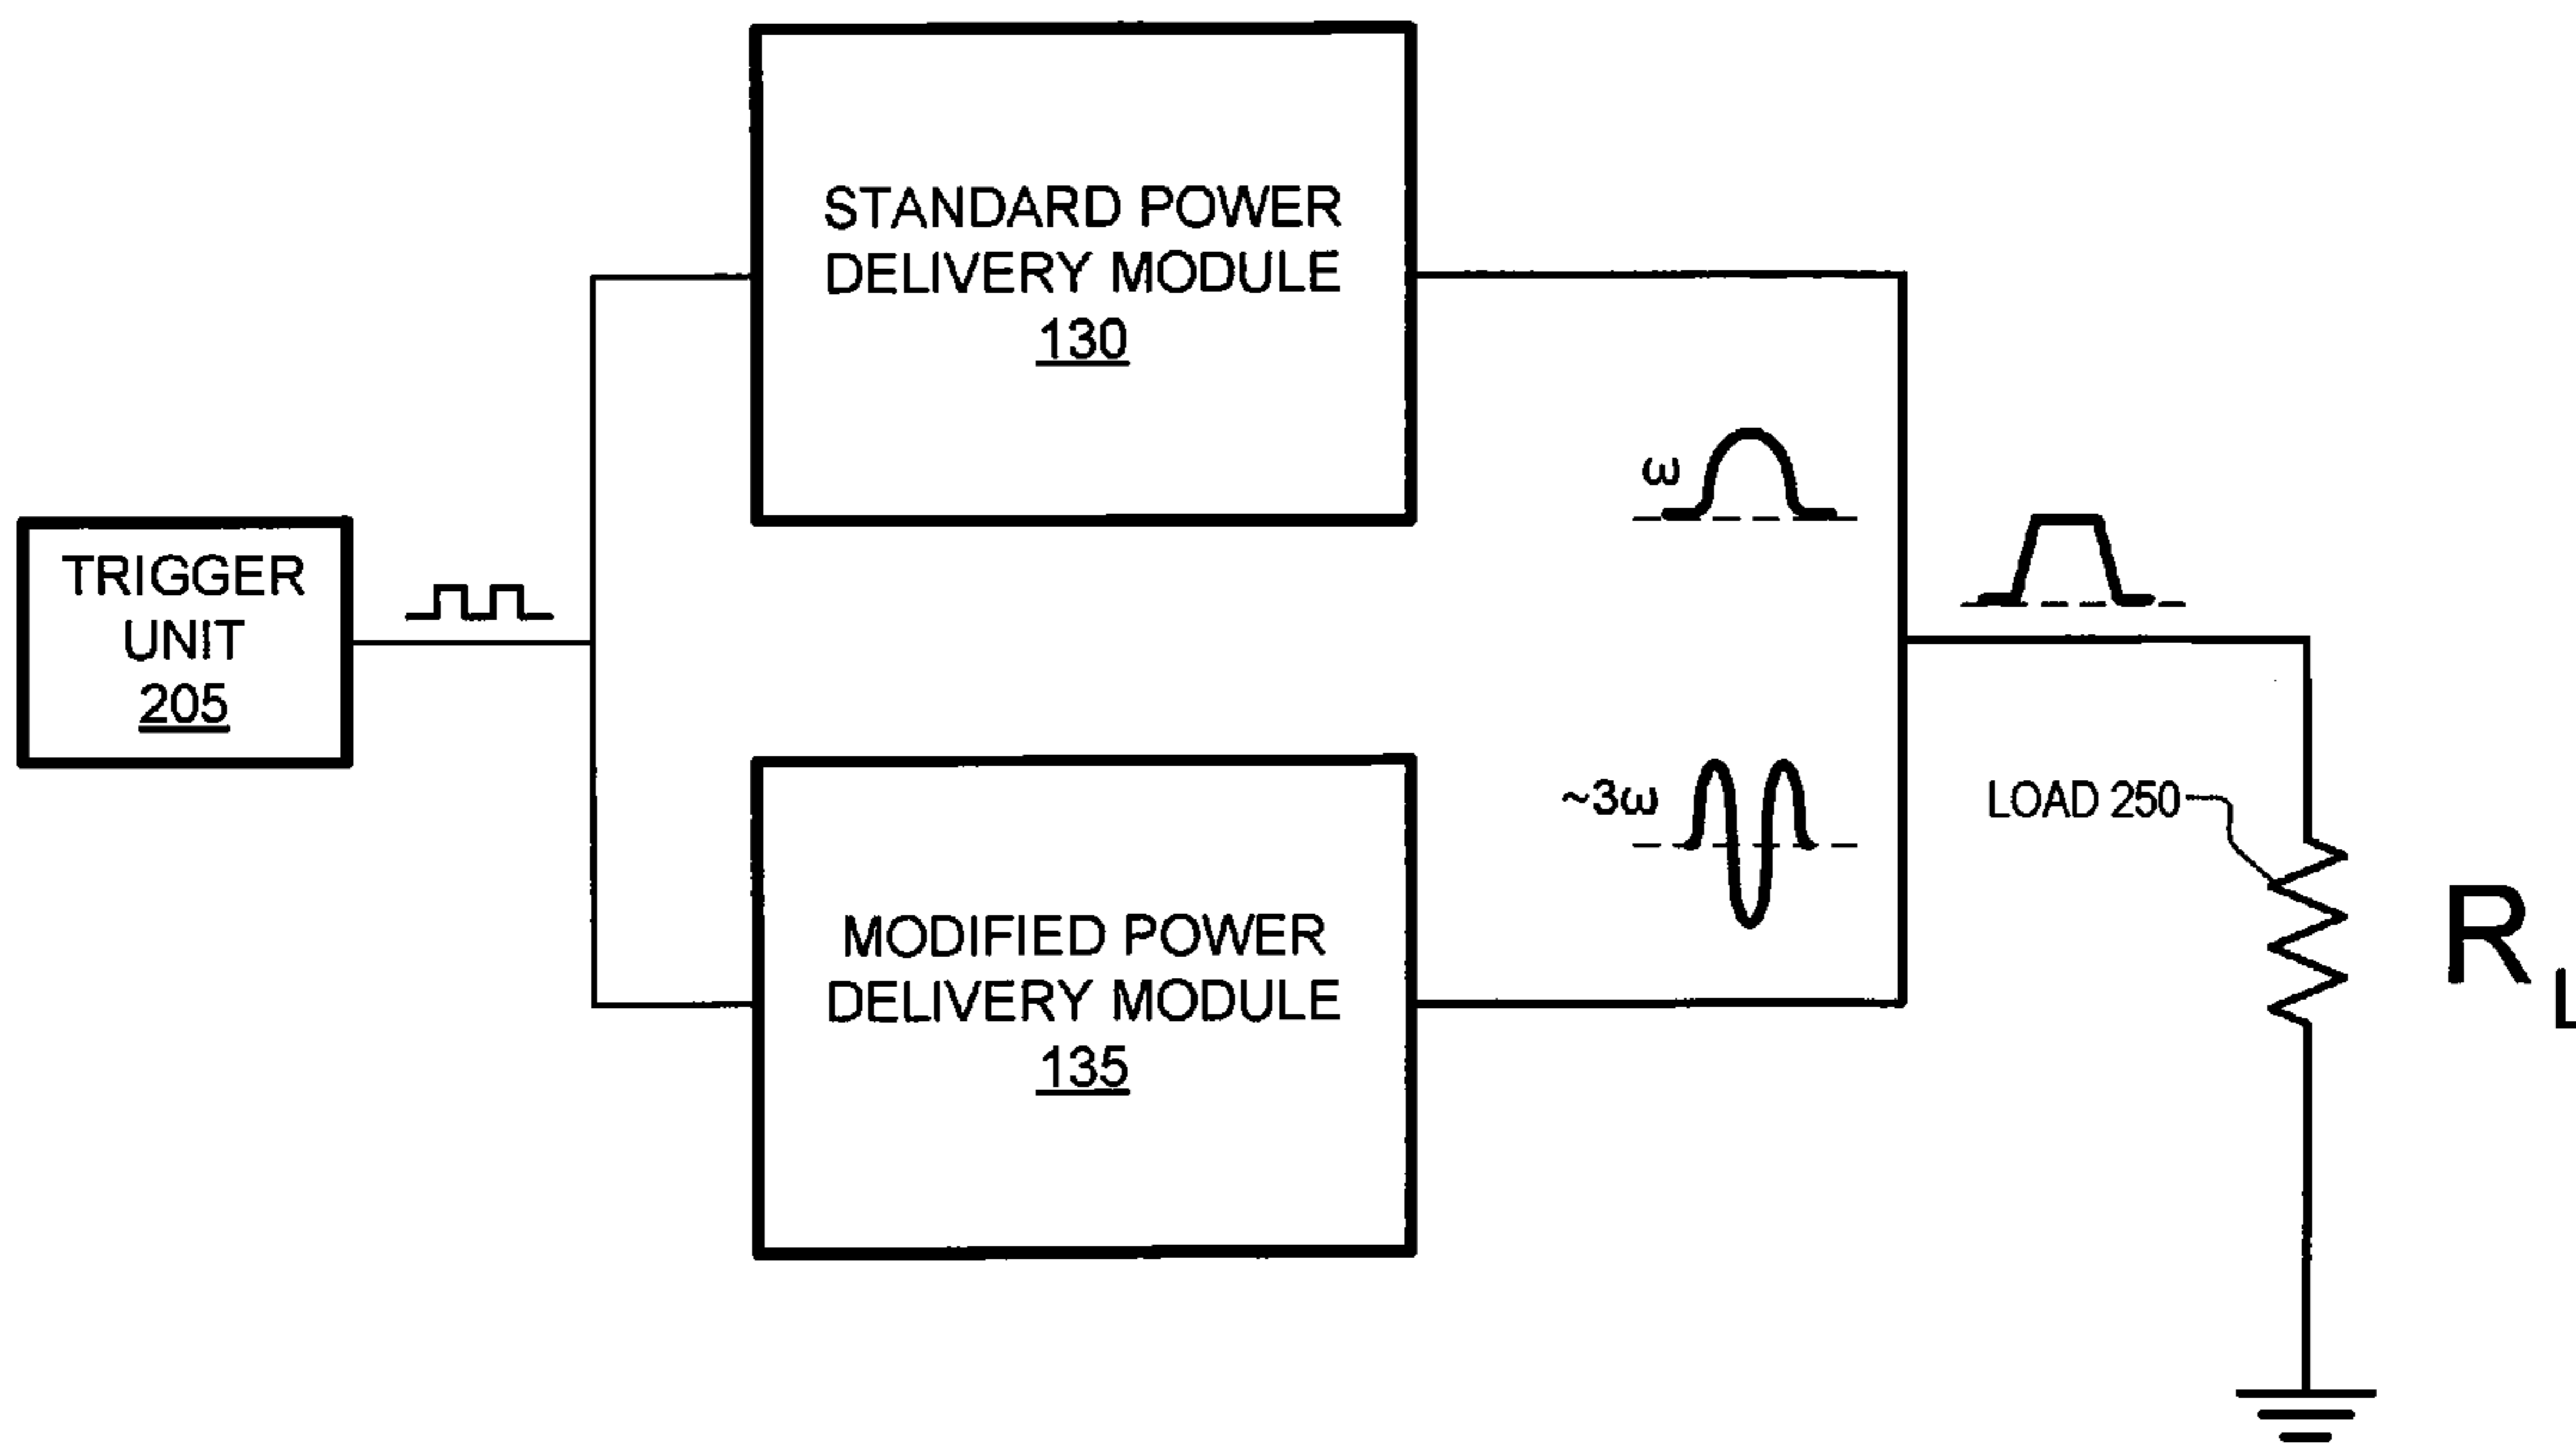 STANDARD POWER
DELIVERY MODULE
130
TRIGGER
UNIT
205
ω
~3ω
LOAD 250
R L
MODIFIED POWER
DELIVERY MODULE
135